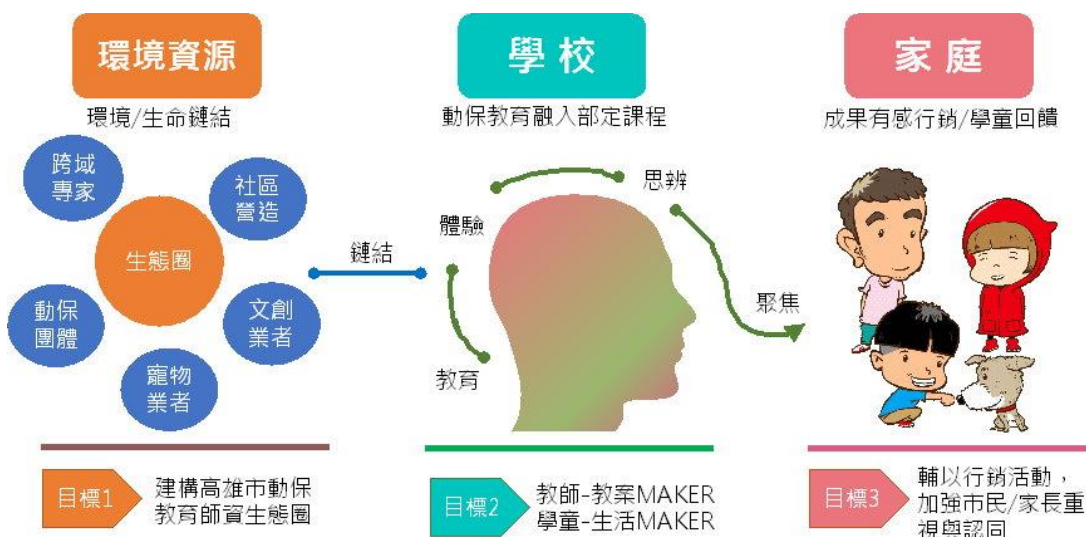 環境資源
環境/生命鏈結
跨域
專家
社區
營造
生態圈
動保
團體
文創
業者
寵物
業者
目標1
建構高雄市動保
教育師資生態圈
鏈結
學校
動保教育融入部定課程
思辨
體驗
教育
聚焦
目標2
教師-教案MAKER
學童-生活MAKER
家庭
成果有感行銷/學童回饋
目標3
輔以行銷活動，
加強市民/家長重
視與認同